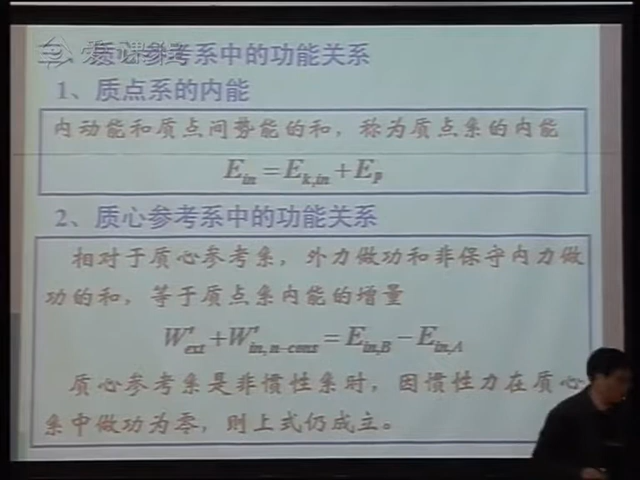 三、质心参考系中的功能关系
1、质点系的内能
内动能和质点间势能的和，称为质点系的内能
E_in = E_k,in + E_p
2、质心参考系中的功能关系
相对于质心参考系，外力做功和非保守内力做
功的和，等于质点系内能的增量
W'_ext + W'_in,n-cons = E_in,B − E_in,A
质心参考系是非惯性系时，因惯性力在质心
系中做功为零，则上式仍成立。